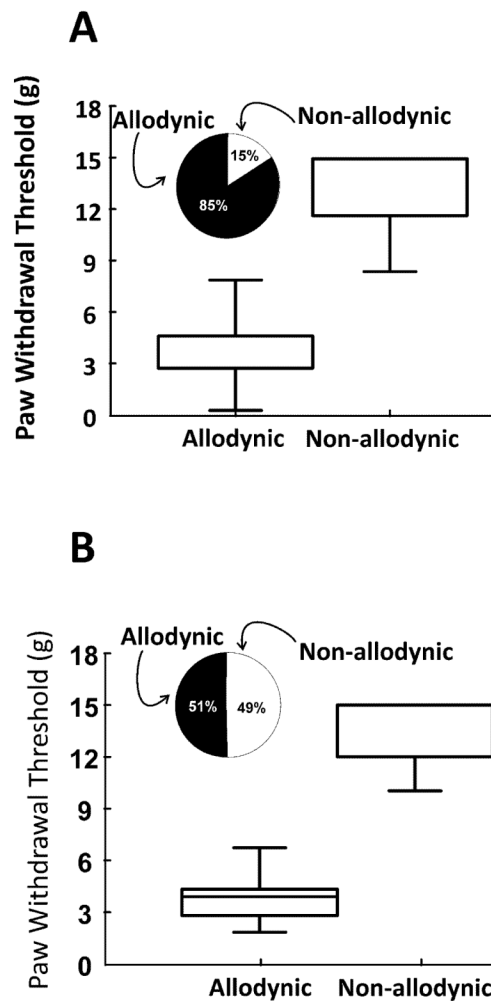 A
Paw Withdrawal Threshold (g)
18
15
12
9
6
3
0
Allodynic
Non-allodynic
15%
85%
Allodynic
Non-allodynic
B
Paw Withdrawal Threshold (g)
18
15
12
9
6
3
0
Allodynic
Non-allodynic
51%
49%
Allodynic
Non-allodynic